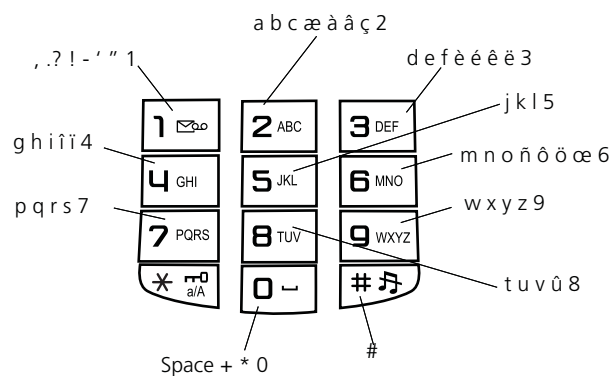 a b c æ à â ç 2
, .? ! - ‘ ” 1
d e f è é ê ë 3
j k l 5
g h i î ï 4
m n o ñ ô ö œ 6
p q r s 7
w x y z 9
t u v û 8
Space + * 0
#
1
2 ABC
3 DEF
4 GHI
5 JKL
6 MNO
7 PQRS
8 TUV
9 WXYZ
* a/A
0
#